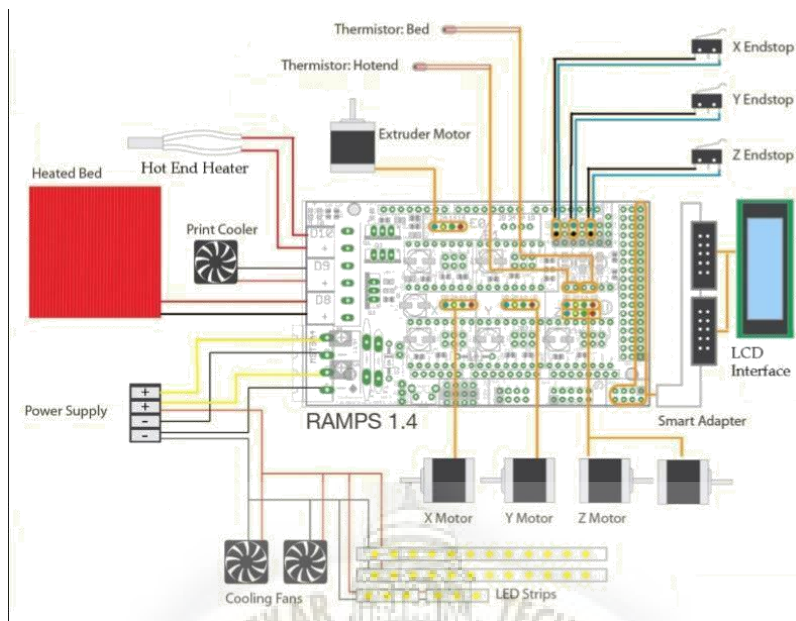 Thermistor: Bed
Thermistor: Hotend
X Endstop
Y Endstop
Z Endstop
Extruder Motor
Hot End Heater
Heated Bed
Print Cooler
D10
+
D9
+
D8
+
X
Y
Z
Power Supply
+
+
−
−
RAMPS 1.4
LCD
Interface
Smart Adapter
X Motor
Y Motor
Z Motor
Cooling Fans
LED Strips